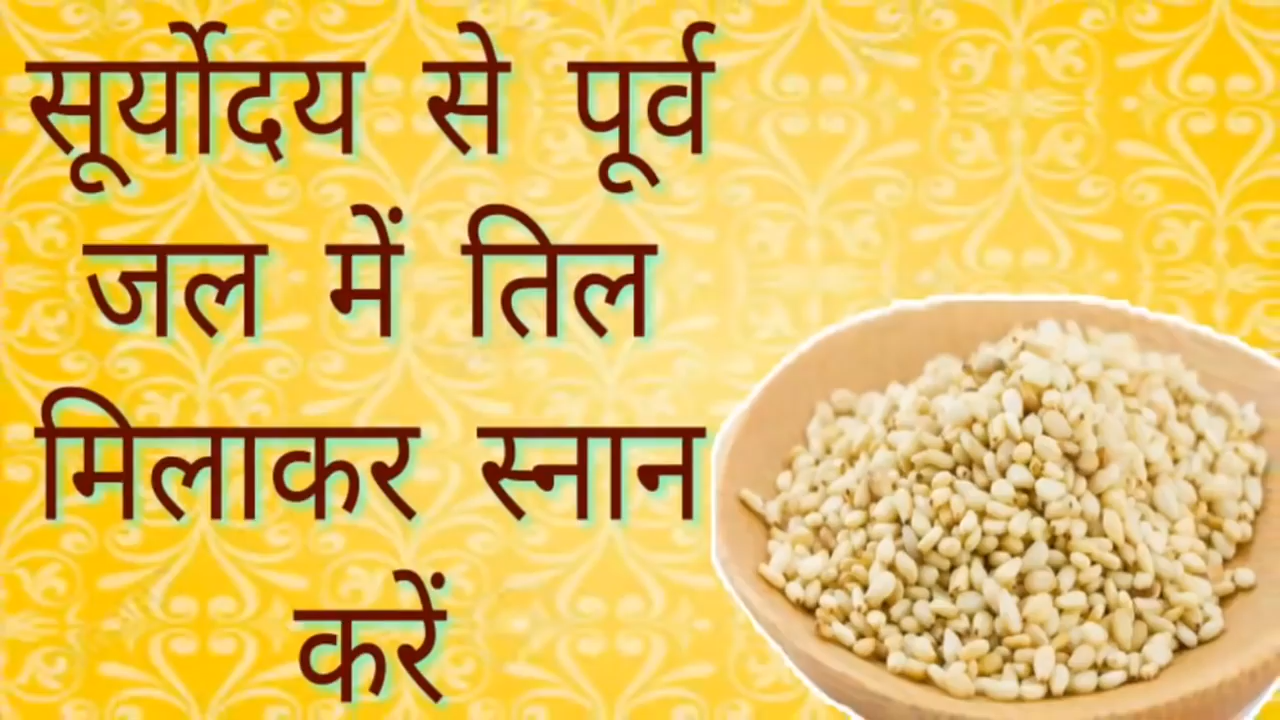 सूर्योदय से पूर्व
जल में तिल
मिलाकर स्नान
करें